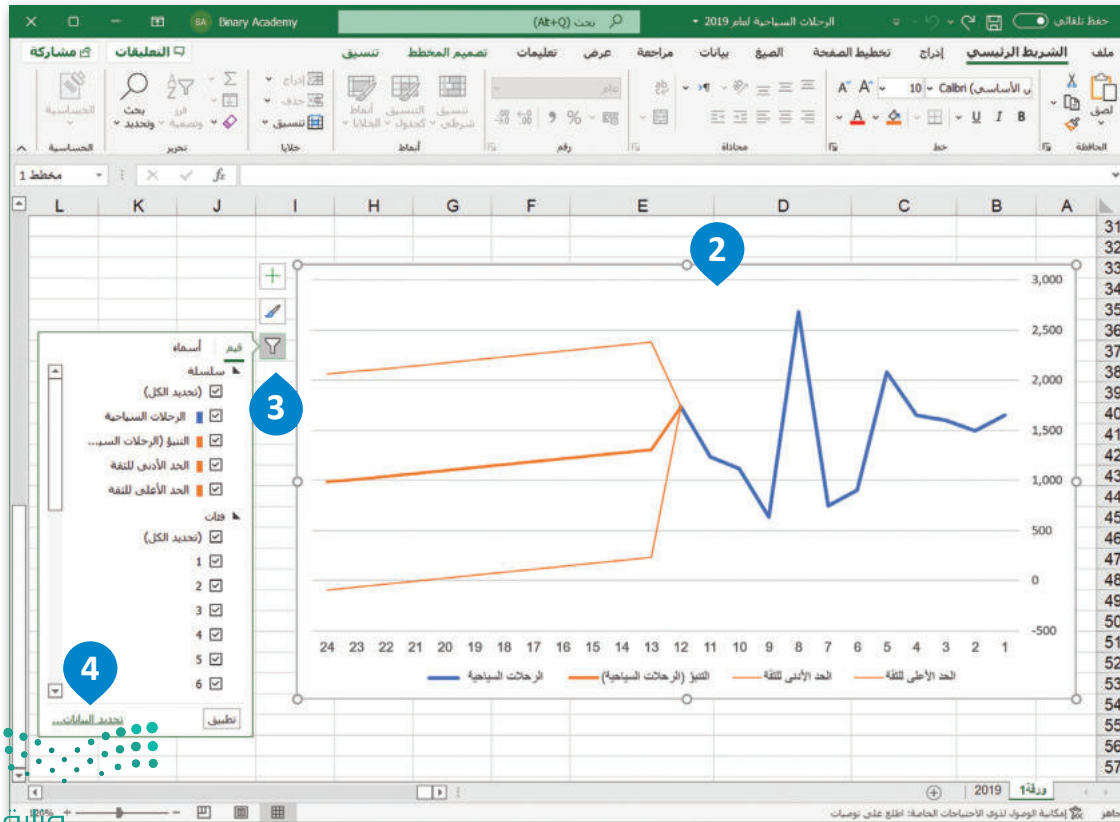 حفظ تلقائي
الرحلات السياحية لعام 2019
بحث (Alt+Q)
Binary Academy
BA
ملف الشريط الرئيسي إدراج تخطيط الصفحة الصيغ بيانات مراجعة عرض تعليمات تصميم المخطط تنسيق
التعليقات
مشاركة
لصق
الحافظة
Calibri (الأساسي)
10
B I U
خط
محاذاة
عام
رقم
تنسيق شرطي
التنسيق كجدول
أنماط الخلايا
أنماط
إدراج
حذف
تنسيق
خلايا
فرز وتصفية
بحث وتحديد
تحرير
الحساسية
الحساسية
مخطط 1
fx
A B C D E F G H I J K L
31
32
33
34
35
36
37
38
39
40
41
42
43
44
45
46
47
48
49
50
51
52
53
54
55
56
57
2
3,000
2,500
2,000
1,500
1,000
500
0
-500
1 2 3 4 5 6 7 8 9 10 11 12 13 14 15 16 17 18 19 20 21 22 23 24
الحد الأعلى للثقة
الحد الأدنى للثقة
التنبؤ (الرحلات السياحية)
الرحلات السياحية
3
قيم أسماء
سلسلة
(تحديد الكل)
الرحلات السياحية
التنبؤ (الرحلات السيـ...
الحد الأدنى للثقة
الحد الأعلى للثقة
فئات
(تحديد الكل)
1
2
3
4
5
6
4
تطبيق
تحديد البيانات...
ورقة1
2019
إمكانية الوصول لذوي الاحتياجات الخاصة: اطلع على توصيات